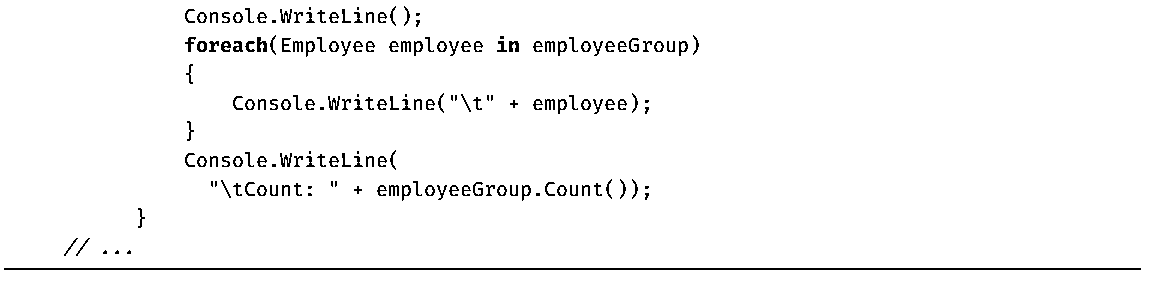 Console.WriteLine();
foreach(Employee employee in employeeGroup)
{
Console.WriteLine("\t" + employee);
}
Console.WriteLine(
"\tCount: " + employeeGroup.Count());
}
// ...